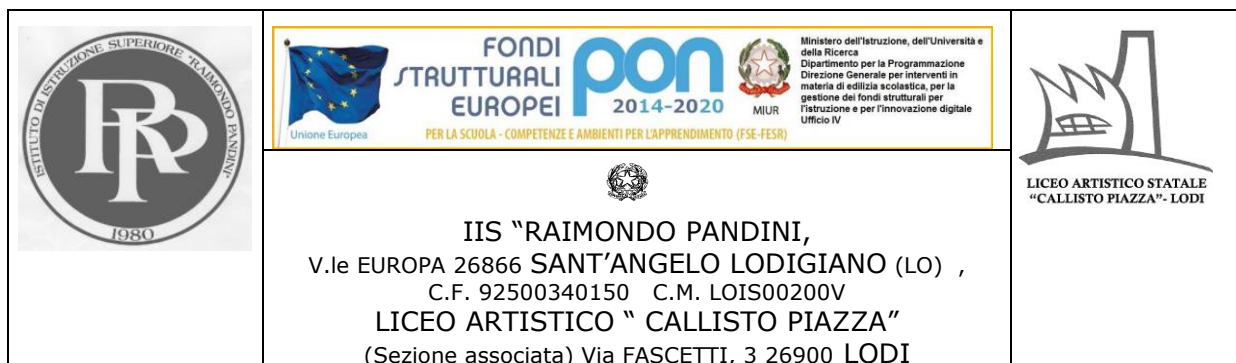 ISTITUTO DI ISTRUZIONE SUPERIORE "RAIMONDO PANDINI"
RP
1980
Unione Europea
FONDI
STRUTTURALI
EUROPEI
pon
2014-2020
MIUR
Ministero dell'Istruzione, dell'Università e
della Ricerca
Dipartimento per la Programmazione
Direzione Generale per interventi in
materia di edilizia scolastica, per la
gestione dei fondi strutturali per
l'istruzione e per l'innovazione digitale
Ufficio IV
PER LA SCUOLA - COMPETENZE E AMBIENTI PER L'APPRENDIMENTO (FSE-FESR)
LICEO ARTISTICO STATALE
"CALLISTO PIAZZA"- LODI
IIS "RAIMONDO PANDINI,
V.le EUROPA 26866 SANT'ANGELO LODIGIANO (LO) ,
C.F. 92500340150 C.M. LOIS00200V
LICEO ARTISTICO " CALLISTO PIAZZA"
(Sezione associata) Via FASCETTI, 3 26900 LODI